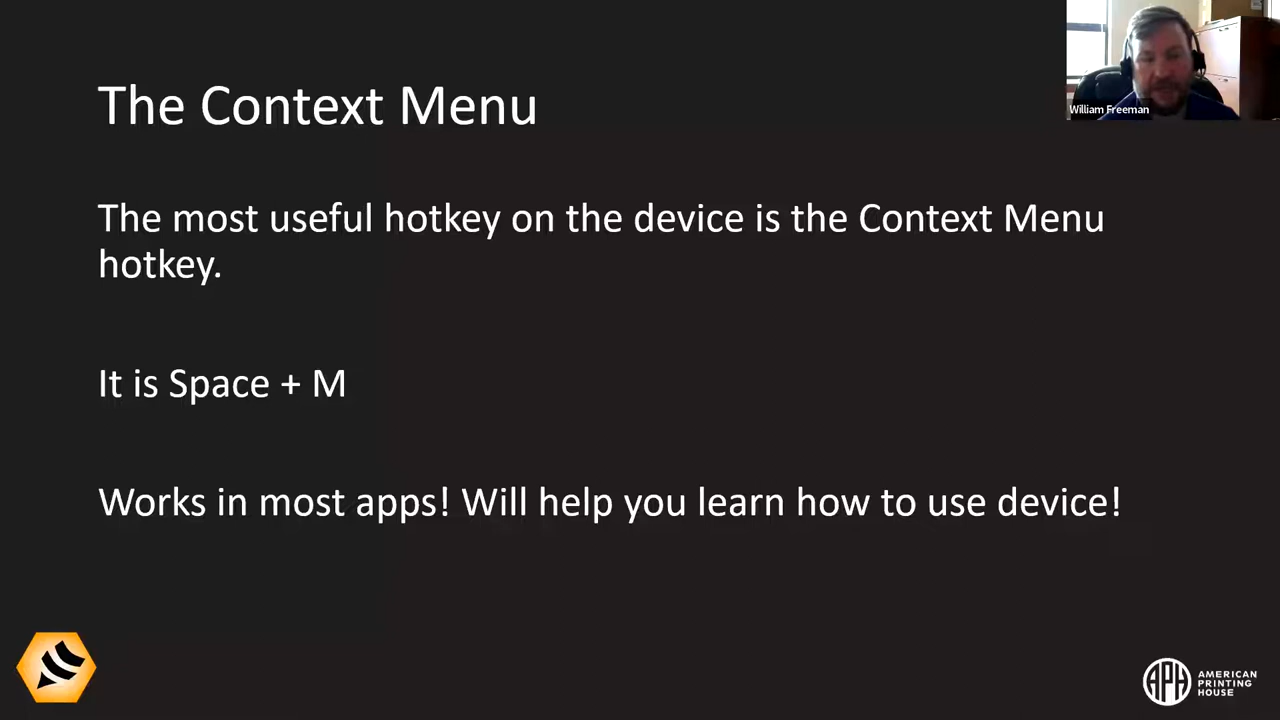 William Freeman
The Context Menu
The most useful hotkey on the device is the Context Menu
hotkey.
It is Space + M
Works in most apps! Will help you learn how to use device!
APH
AMERICAN
PRINTING
HOUSE